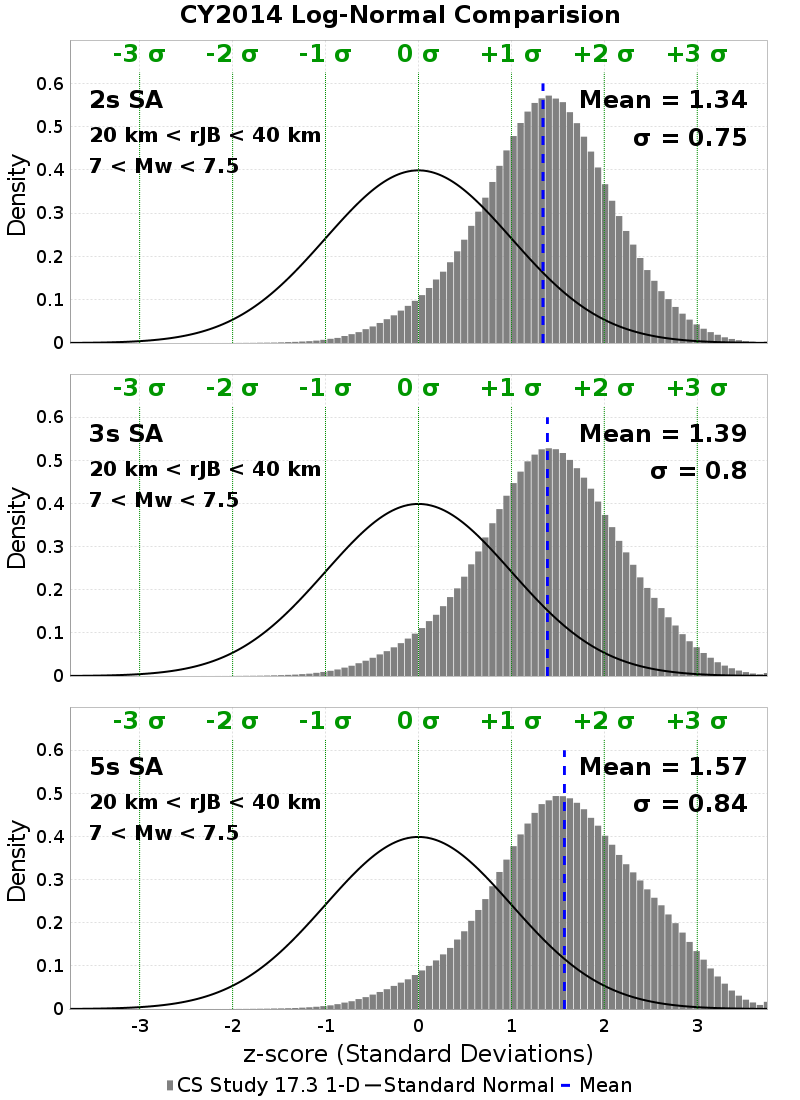 CY2014 Log-Normal Comparision
-3 σ -2 σ -1 σ 0 σ +1 σ +2 σ +3 σ
0.6
2s SA Mean = 1.34
0.5
20 km < rJB < 40 km σ = 0.75
7 < Mw < 7.5
0.4
0.3
0.2
0.1
0
Density
-3 σ -2 σ -1 σ 0 σ +1 σ +2 σ +3 σ
0.6
3s SA Mean = 1.39
0.5
20 km < rJB < 40 km σ = 0.8
7 < Mw < 7.5
0.4
0.3
0.2
0.1
0
Density
-3 σ -2 σ -1 σ 0 σ +1 σ +2 σ +3 σ
0.6
5s SA Mean = 1.57
0.5
20 km < rJB < 40 km σ = 0.84
7 < Mw < 7.5
0.4
0.3
0.2
0.1
0
Density
-3 -2 -1 0 1 2 3
z-score (Standard Deviations)
CS Study 17.3 1-D Standard Normal Mean